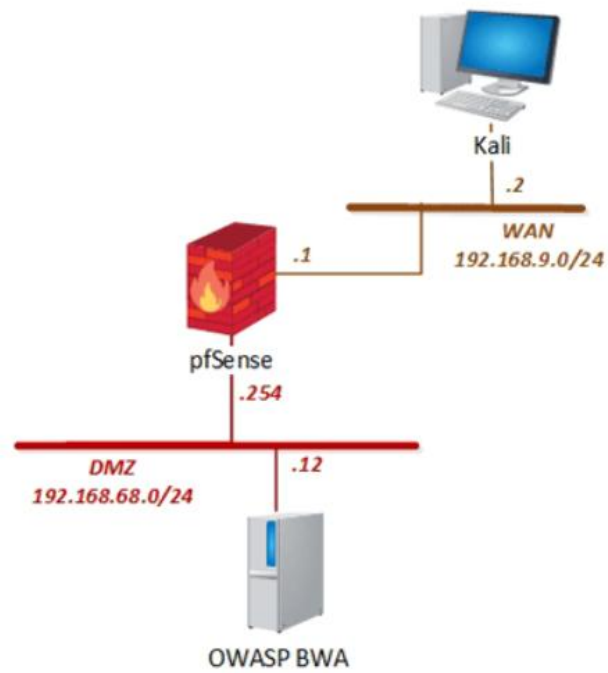 Kali
.2
WAN
192.168.9.0/24
.1
pfSense
.254
DMZ
192.168.68.0/24
.12
OWASP BWA